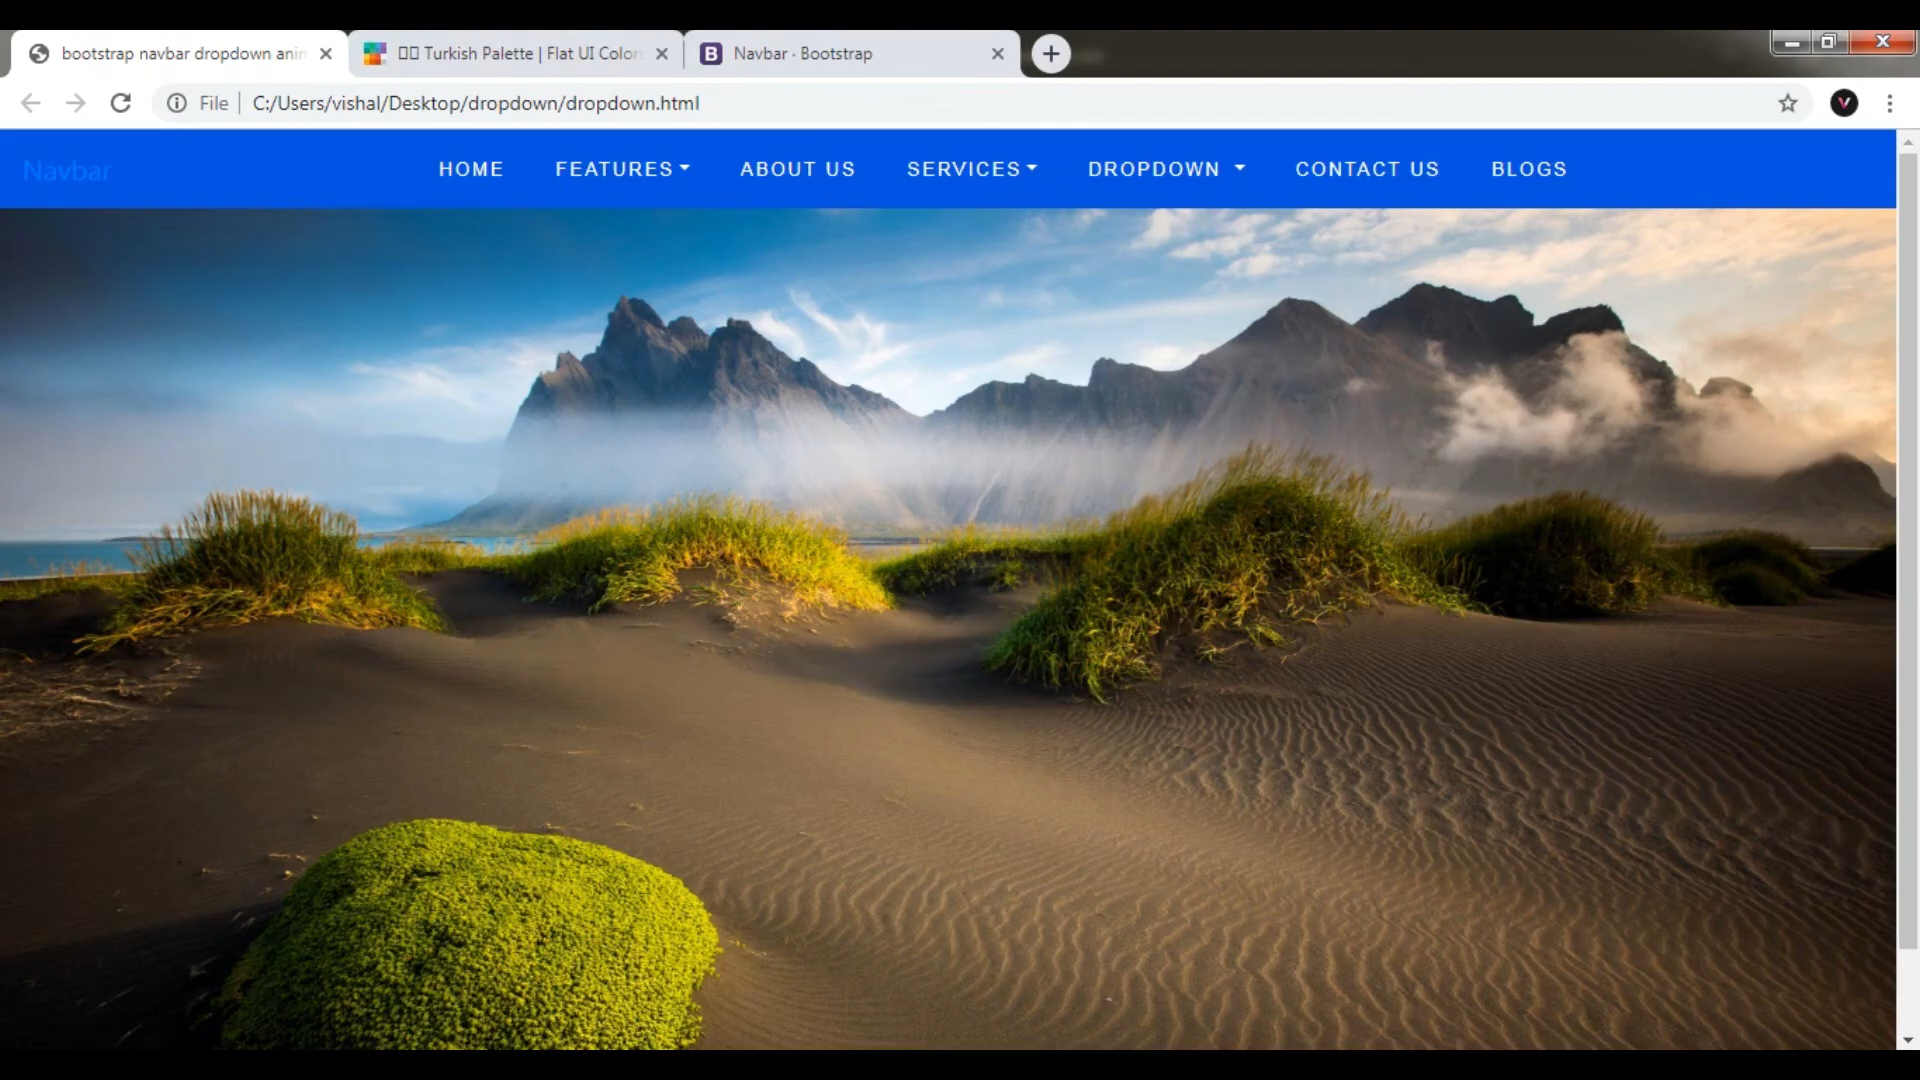 bootstrap navbar dropdown anin
Turkish Palette | Flat UI Colors
Navbar · Bootstrap
File
C:/Users/vishal/Desktop/dropdown/dropdown.html
Navbar
HOME
FEATURES
ABOUT US
SERVICES
DROPDOWN
CONTACT US
BLOGS